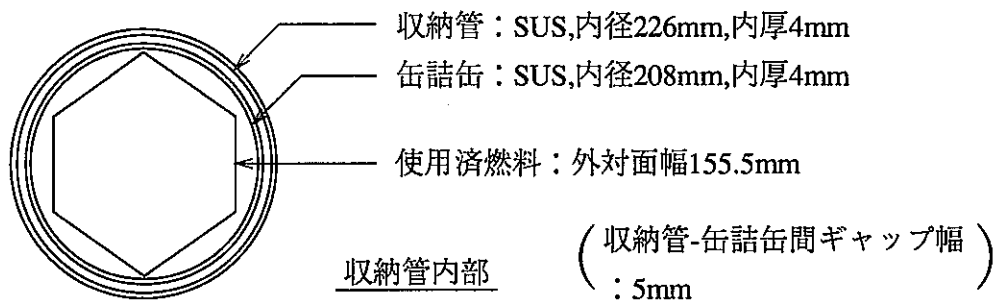 収納管：SUS,内径226mm,内厚4mm
缶詰缶：SUS,内径208mm,内厚4mm
使用済燃料：外対面幅155.5mm
収納管内部
(収納管-缶詰缶間ギャップ幅
：5mm)